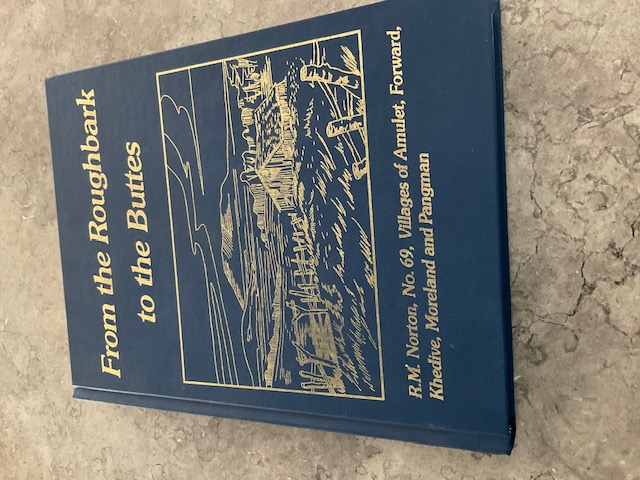 From the Roughbark
to the Buttes
R.M. Norton, No. 69, Villages of Amulet, Forward,
Khedive, Moreland and Pangman